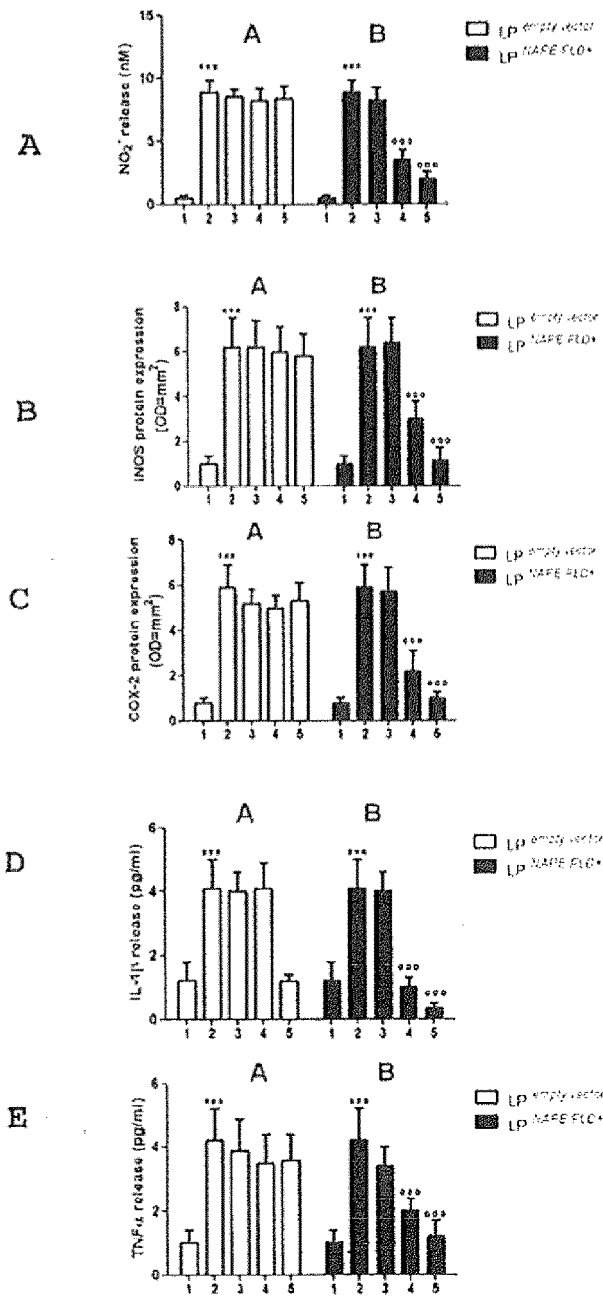 A
A B
LP empty vector
LP NAPE-PLD+
NO2- release (nM)
15
10
5
0
***
***
°°°
°°°
1 2 3 4 5 1 2 3 4 5
B
A B
LP empty vector
LP NAPE-PLD+
iNOS protein expression
[OD=mm2)
8
6
4
2
0
***
***
°°°
°°°
1 2 3 4 5 1 2 3 4 5
C
A B
LP empty vector
LP NAPE-PLD+
COX-2 protein expression
(OD=mm2)
8
6
4
2
0
***
***
°°°
°°°
1 2 3 4 5 1 2 3 4 5
D
A B
LP empty vector
LP NAPE-PLD+
IL-1β release (pg/ml)
6
4
2
0
***
***
°°°
°°°
1 2 3 4 5 1 2 3 4 5
E
A B
LP empty vector
LP NAPE-PLD+
TNFα release (pg/ml)
6
4
2
0
***
***
°°°
°°°
1 2 3 4 5 1 2 3 4 5